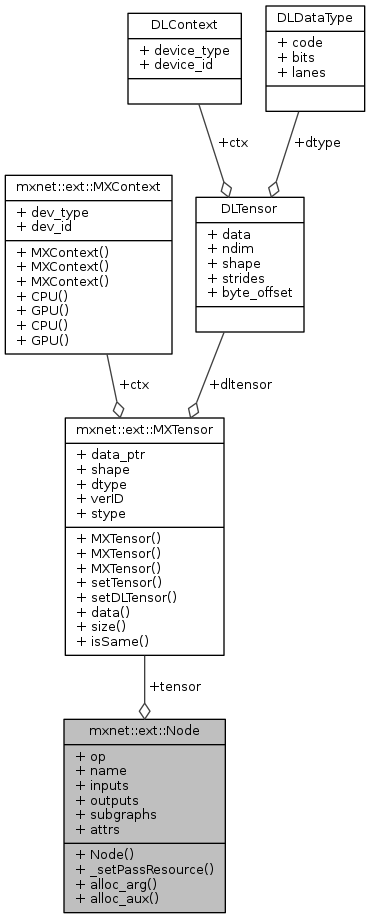 DLContext
+ device_type
+ device_id
DLDataType
+ code
+ bits
+ lanes
+ctx
+dtype
mxnet::ext::MXContext
+ dev_type
+ dev_id
+ MXContext()
+ MXContext()
+ MXContext()
+ CPU()
+ GPU()
+ CPU()
+ GPU()
DLTensor
+ data
+ ndim
+ shape
+ strides
+ byte_offset
+ctx
+dltensor
mxnet::ext::MXTensor
+ data_ptr
+ shape
+ dtype
+ verID
+ stype
+ MXTensor()
+ MXTensor()
+ MXTensor()
+ setTensor()
+ setDLTensor()
+ data()
+ size()
+ isSame()
+tensor
mxnet::ext::Node
+ op
+ name
+ inputs
+ outputs
+ subgraphs
+ attrs
+ Node()
+ _setPassResource()
+ alloc_arg()
+ alloc_aux()